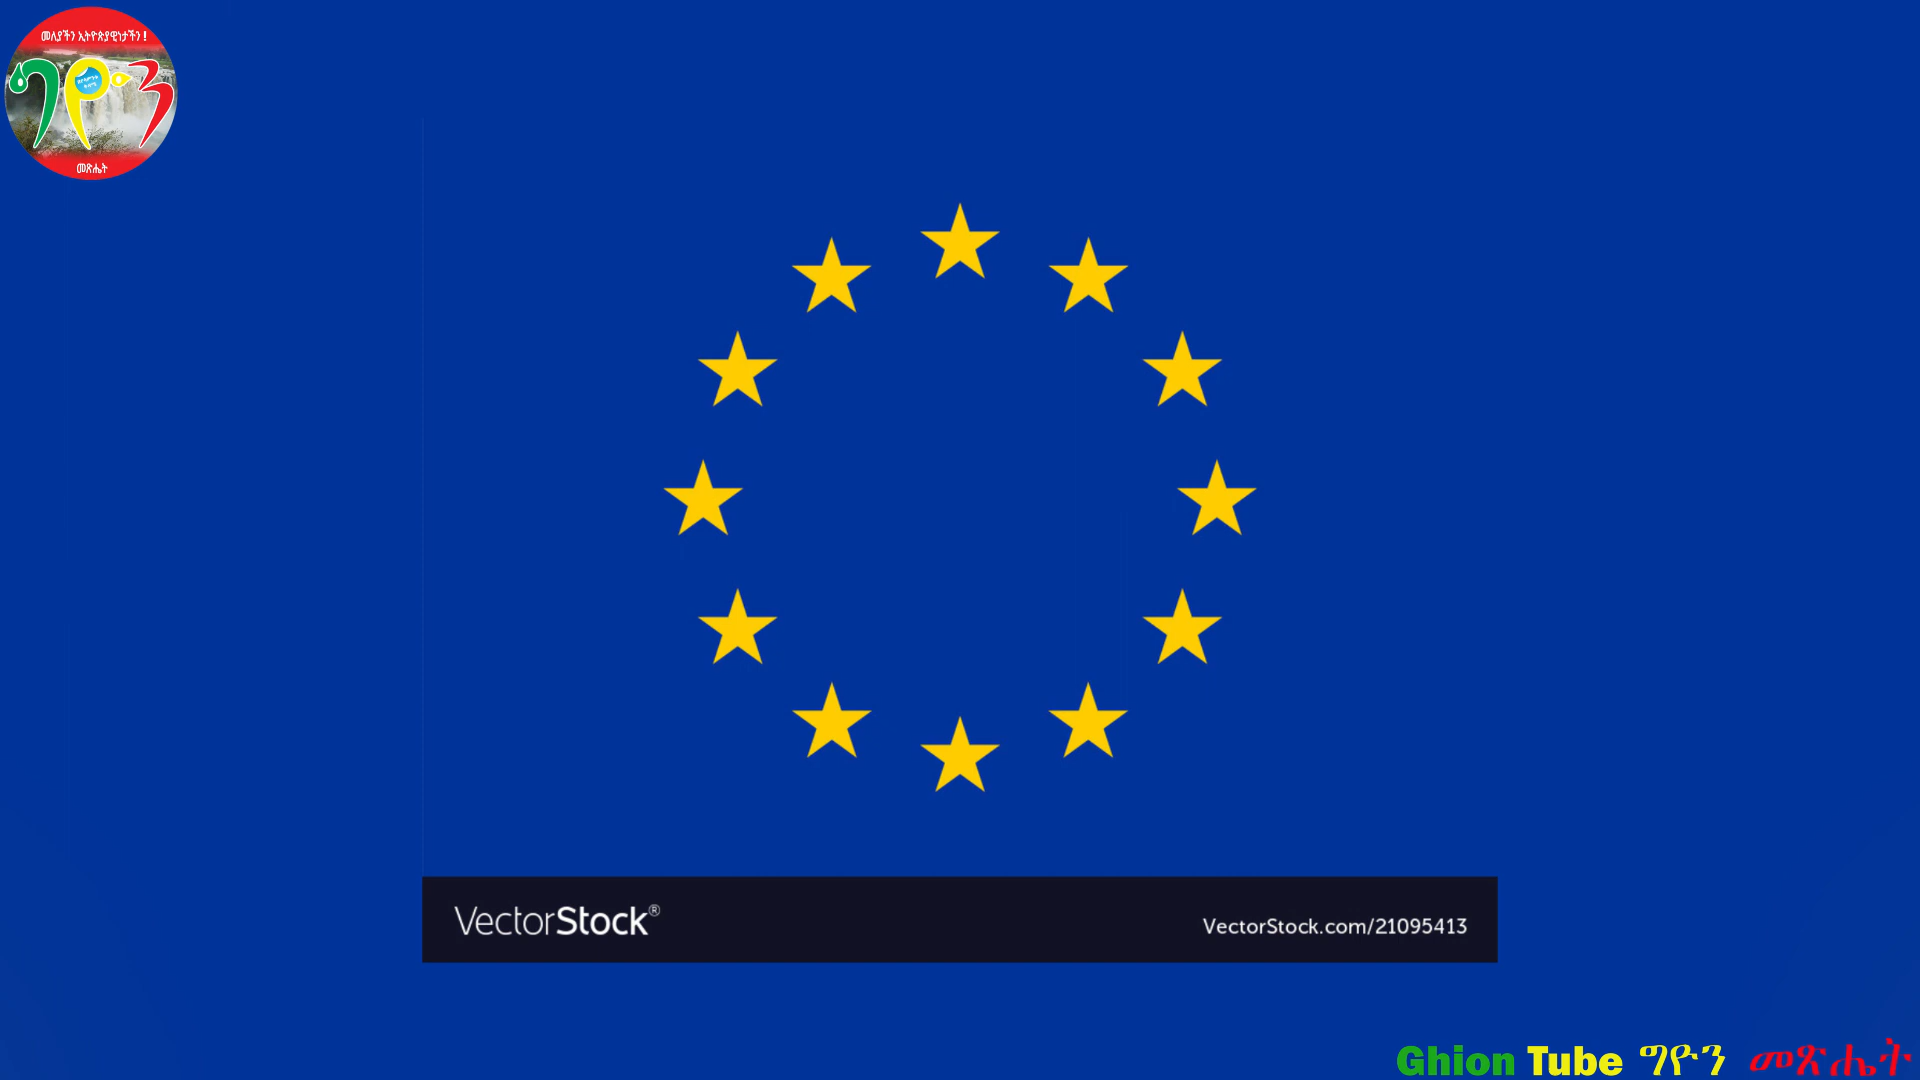 መለያችን ኢትዮጵያዊነታችን !
ግዮን
መጽሔት
VectorStock®
VectorStock.com/21095413
Ghion Tube ግዮን መጽሔት